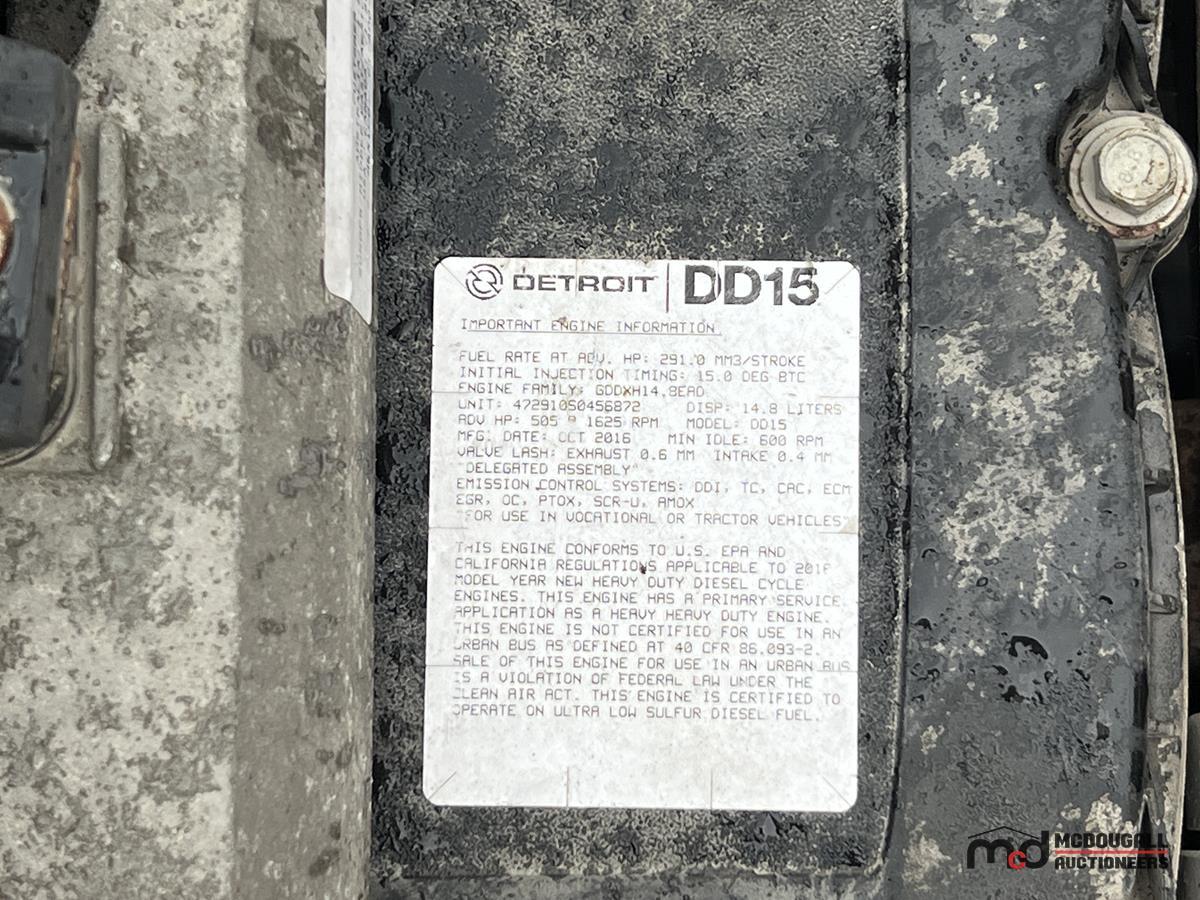 DETROIT DD15
IMPORTANT ENGINE INFORMATION
FUEL RATE AT ADV. HP: 291.0 MM3/STROKE
INITIAL INJECTION TIMING: 15.0 DEG BTC
ENGINE FAMILY: GDDXH14.8EAD
UNIT: 472910S0456872 DISP: 14.8 LITERS
ADV HP: 505 @ 1625 RPM MODEL: DD15
MFG. DATE: OCT 2016 MIN IDLE: 600 RPM
VALVE LASH: EXHAUST 0.6 MM INTAKE 0.4 MM
"DELEGATED ASSEMBLY"
EMISSION CONTROL SYSTEMS: DDI, TC, CAC, ECM
EGR, OC, PTOX, SCR-U, AMOX
"FOR USE IN VOCATIONAL OR TRACTOR VEHICLES"
THIS ENGINE CONFORMS TO U.S. EPA AND
CALIFORNIA REGULATIONS APPLICABLE TO 2016
MODEL YEAR NEW HEAVY DUTY DIESEL CYCLE
ENGINES. THIS ENGINE HAS A PRIMARY SERVICE
APPLICATION AS A HEAVY HEAVY DUTY ENGINE.
THIS ENGINE IS NOT CERTIFIED FOR USE IN AN
URBAN BUS AS DEFINED AT 40 CFR 86.093-2.
SALE OF THIS ENGINE FOR USE IN AN URBAN BUS
IS A VIOLATION OF FEDERAL LAW UNDER THE
CLEAN AIR ACT. THIS ENGINE IS CERTIFIED TO
OPERATE ON ULTRA LOW SULFUR DIESEL FUEL.
mcd MCDOUGALL
AUCTIONEERS